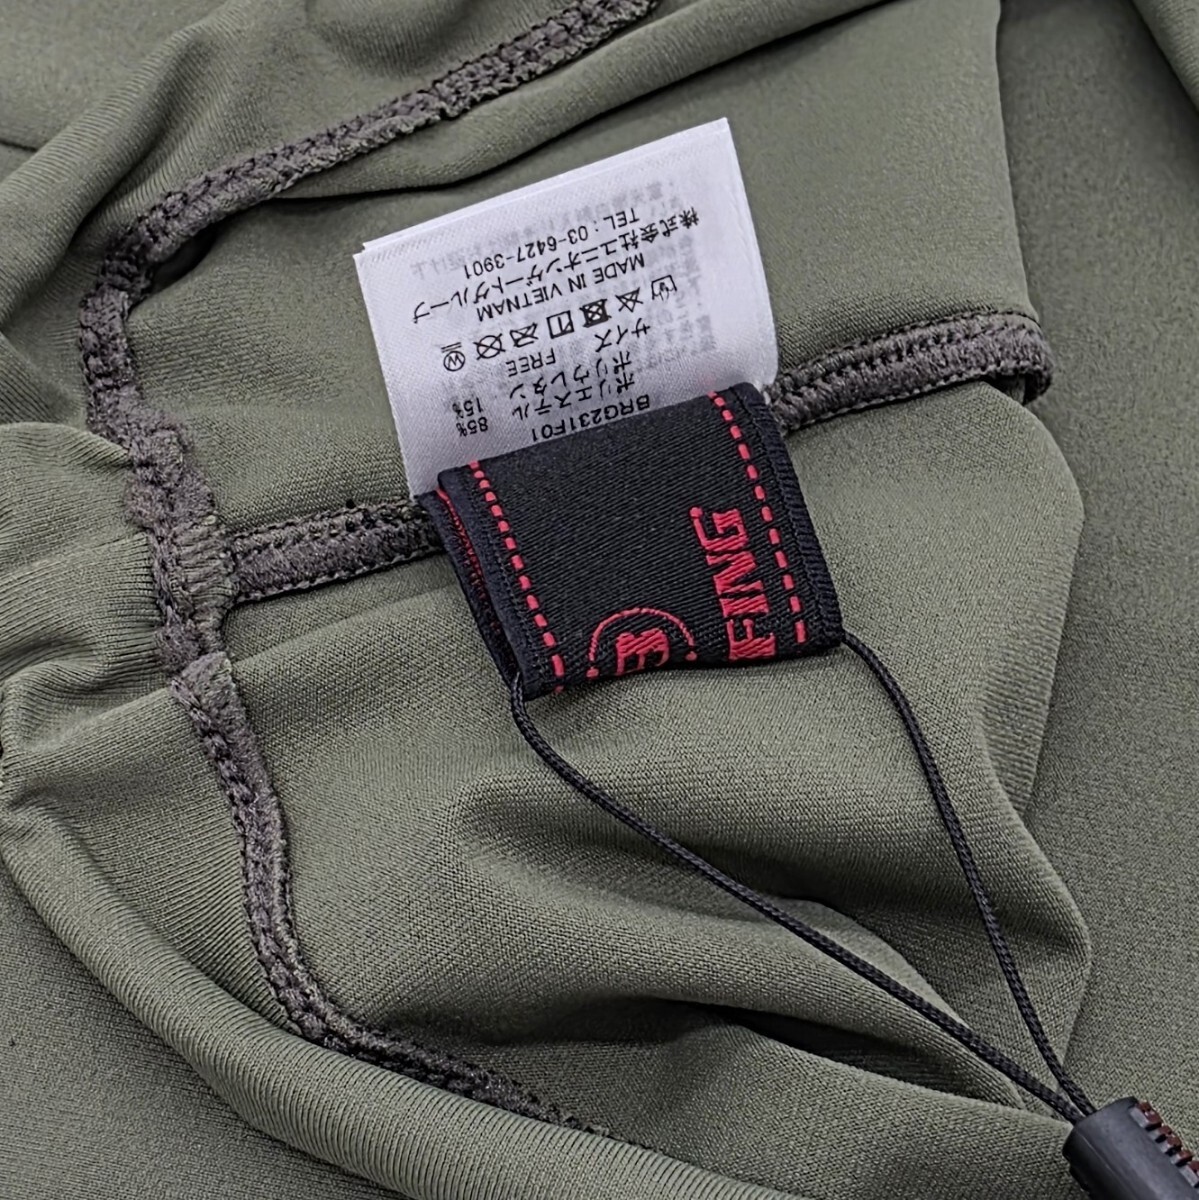 BRG231F01
ポリエステル 85%
ポリウレタン 15%
サイズ FREE
W
MADE IN VIETNAM
株式会社ユニオンゲートグループ
TEL : 03-6427-3901
FING